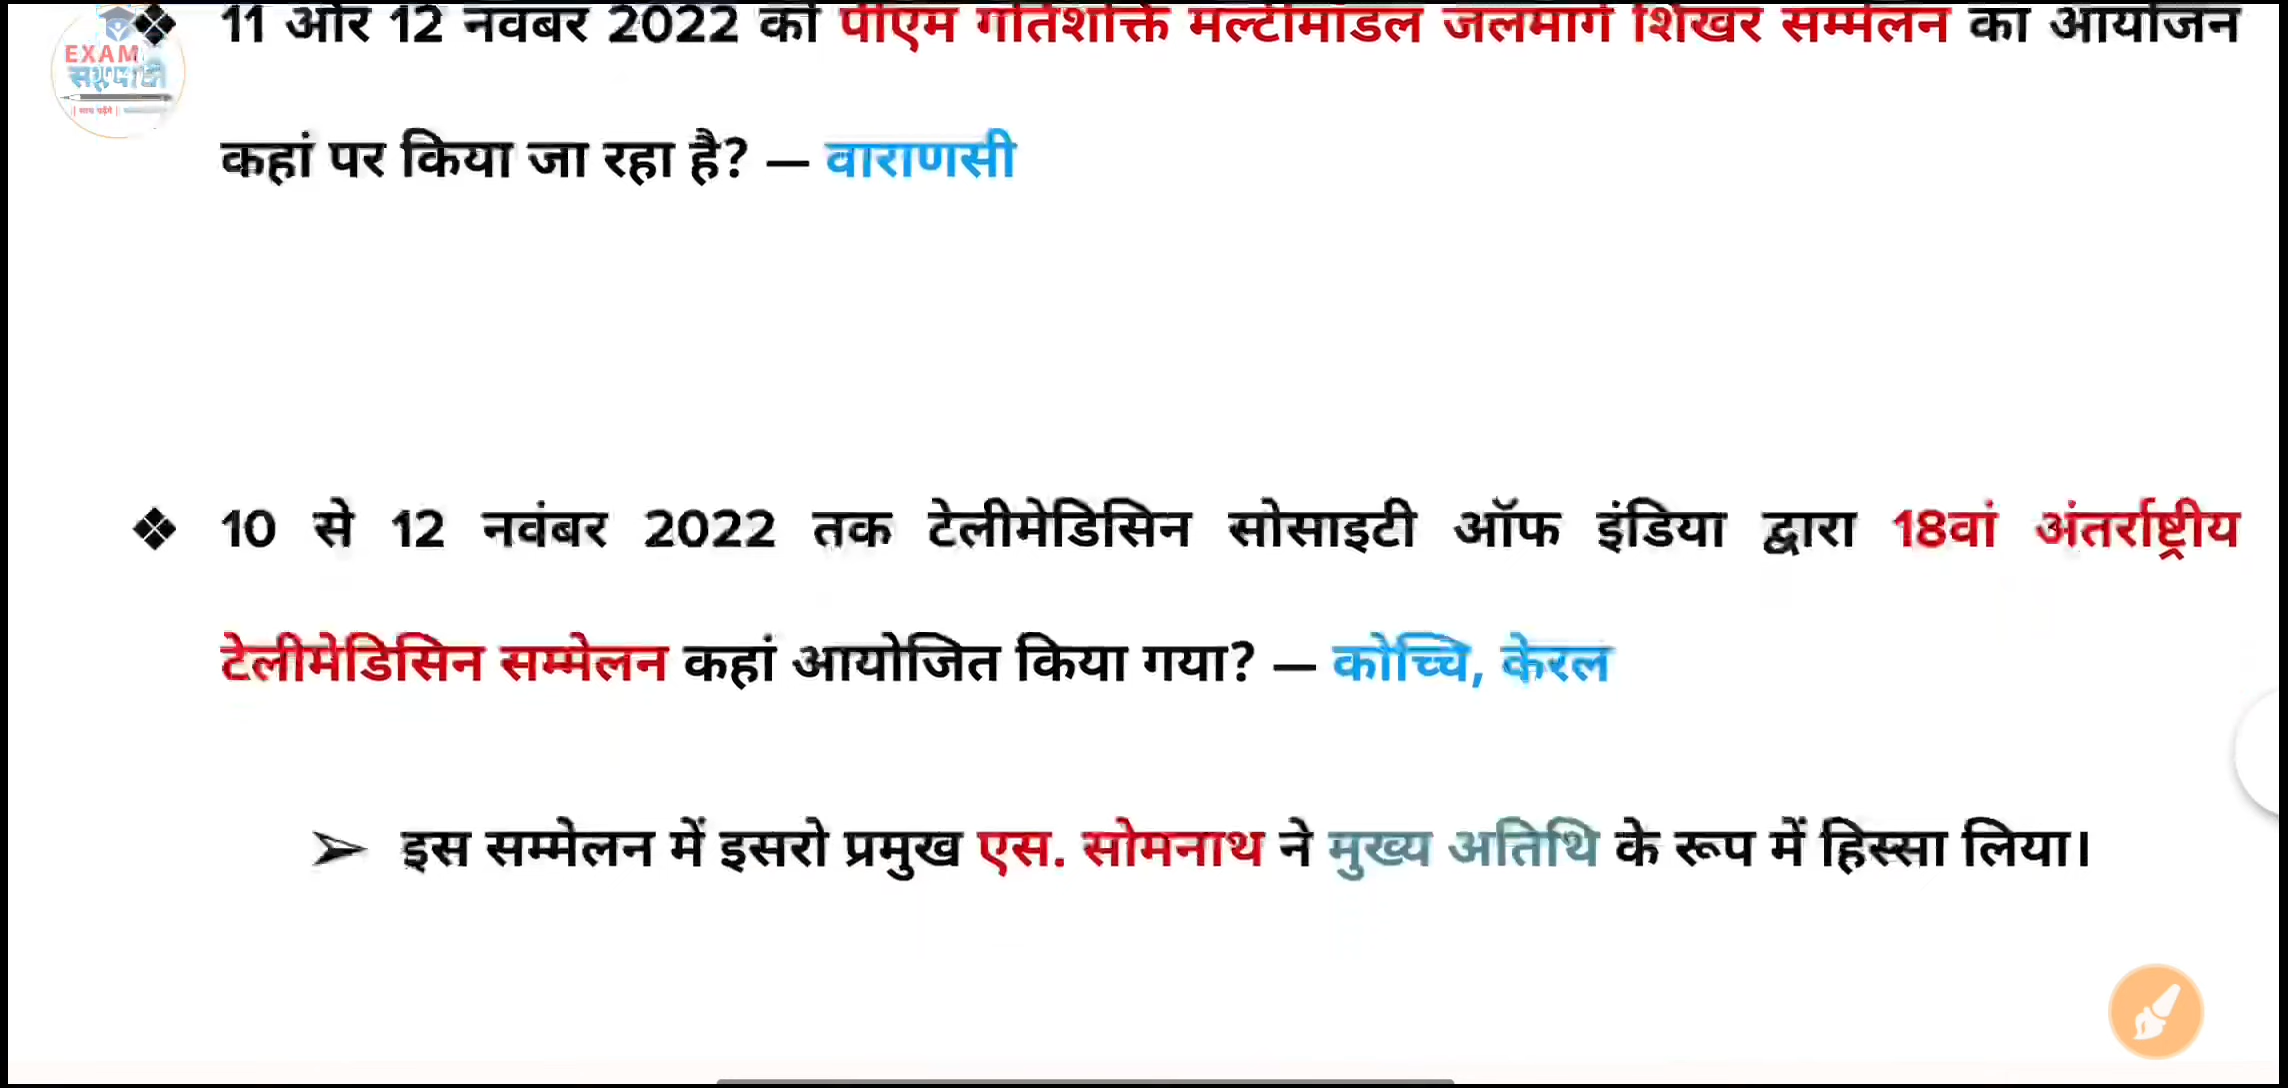 11 और 12 नवंबर 2022 को पीएम गतिशक्ति मल्टीमॉडल जलमार्ग शिखर सम्मेलन का आयोजन
EXAM
कहां पर किया जा रहा है? — वाराणसी
10 से 12 नवंबर 2022 तक टेलीमेडिसिन सोसाइटी ऑफ इंडिया द्वारा 18वां अंतर्राष्ट्रीय
टेलीमेडिसिन सम्मेलन कहां आयोजित किया गया? — कोच्चि, केरल
इस सम्मेलन में इसरो प्रमुख एस. सोमनाथ ने मुख्य अतिथि के रूप में हिस्सा लिया।